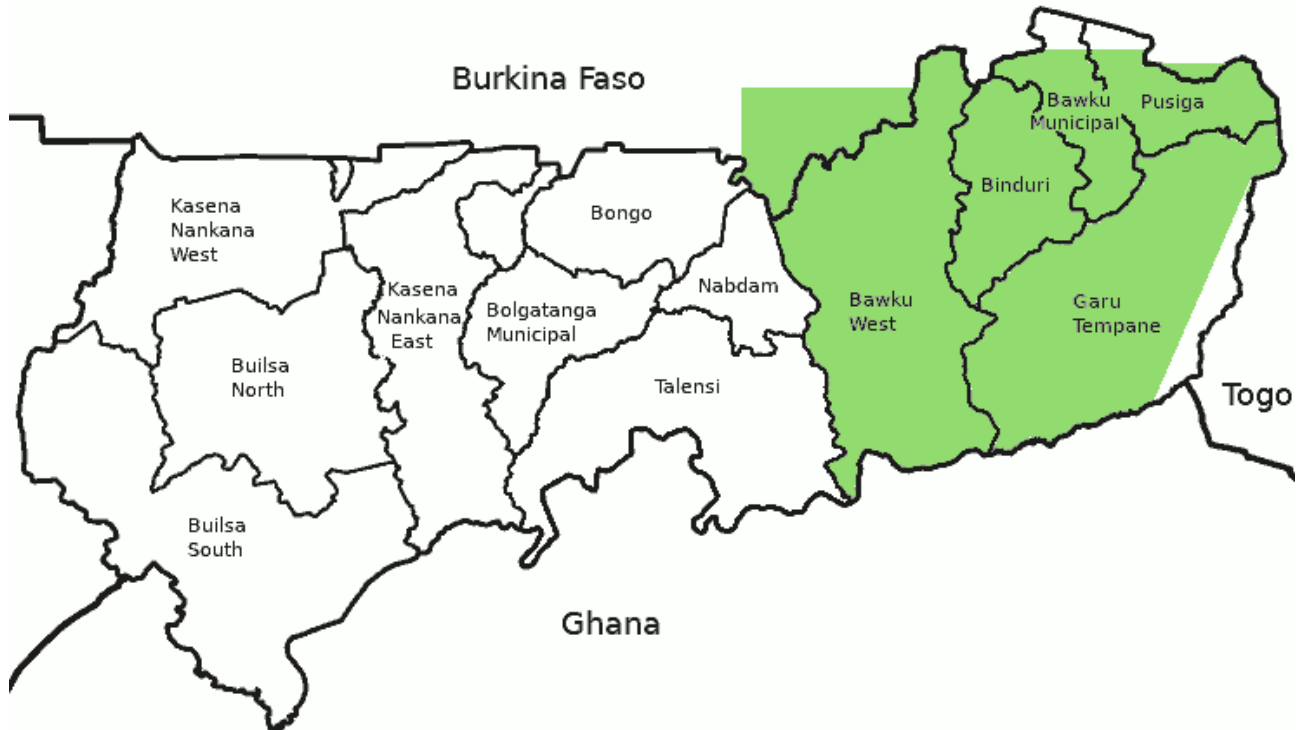 Burkina Faso
Bawku
Municipal
Pusiga
Binduri
Kasena
Nankana
West
Bongo
Nabdam
Kasena
Nankana
East
Bolgatanga
Municipal
Bawku
West
Garu
Tempane
Builsa
North
Talensi
Togo
Builsa
South
Ghana